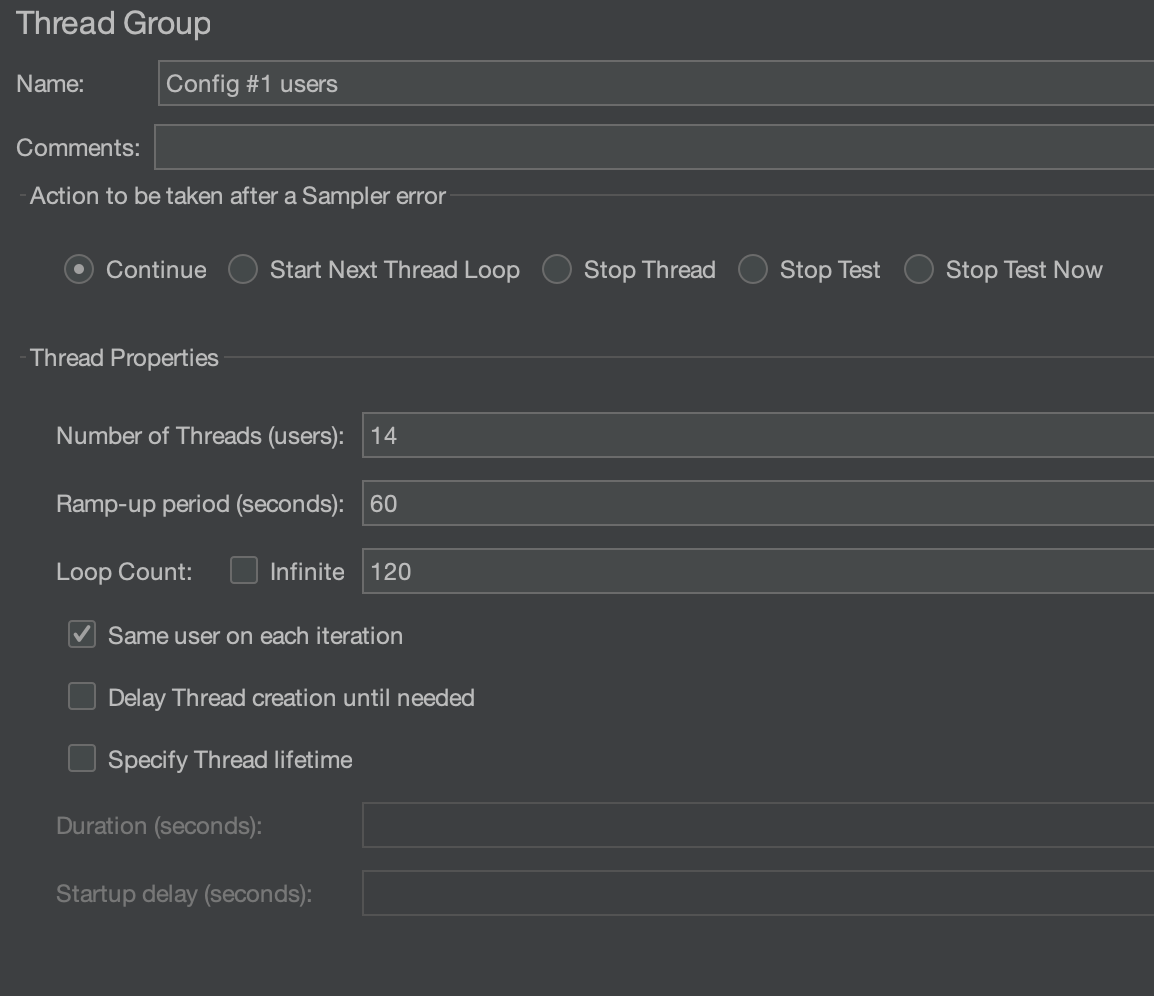 Thread Group
Name: Config #1 users
Comments:
Action to be taken after a Sampler error
Continue Start Next Thread Loop Stop Thread Stop Test Stop Test Now
Thread Properties
Number of Threads (users): 14
Ramp-up period (seconds): 60
Loop Count: Infinite 120
Same user on each iteration
Delay Thread creation until needed
Specify Thread lifetime
Duration (seconds):
Startup delay (seconds):